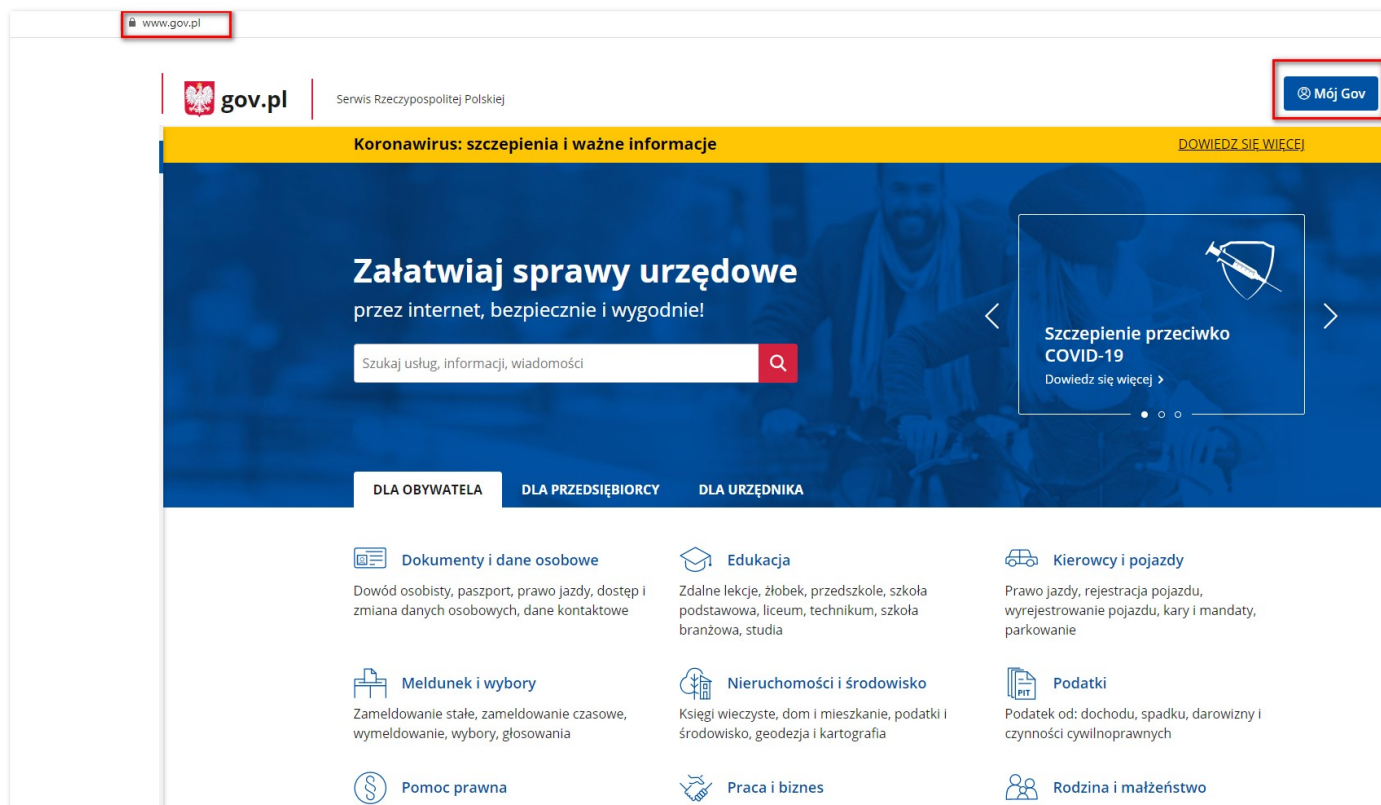 www.gov.pl
gov.pl
Serwis Rzeczypospolitej Polskiej
Mój Gov
Koronawirus: szczepienia i ważne informacje
DOWIEDZ SIĘ WIĘCEJ
Załatwiaj sprawy urzędowe
przez internet, bezpiecznie i wygodnie!
Szukaj usług, informacji, wiadomości
Szczepienie przeciwko
COVID-19
Dowiedz się więcej >
DLA OBYWATELA
DLA PRZEDSIĘBIORCY
DLA URZĘDNIKA
Dokumenty i dane osobowe
Dowód osobisty, paszport, prawo jazdy, dostęp i
zmiana danych osobowych, dane kontaktowe
Edukacja
Zdalne lekcje, żłobek, przedszkole, szkoła
podstawowa, liceum, technikum, szkoła
branżowa, studia
Kierowcy i pojazdy
Prawo jazdy, rejestracja pojazdu,
wyrejestrowanie pojazdu, kary i mandaty,
parkowanie
Meldunek i wybory
Zameldowanie stałe, zameldowanie czasowe,
wymeldowanie, wybory, głosowania
Nieruchomości i środowisko
Księgi wieczyste, dom i mieszkanie, podatki i
środowisko, geodezja i kartografia
PIT
Podatki
Podatek od: dochodu, spadku, darowizny i
czynności cywilnoprawnych
Pomoc prawna
Praca i biznes
Rodzina i małżeństwo